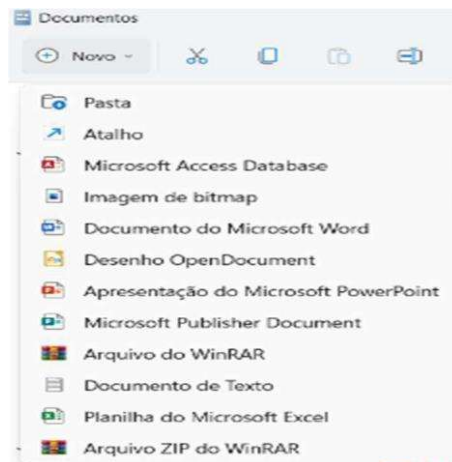 Documentos
Novo
Pasta
Atalho
Microsoft Access Database
Imagem de bitmap
Documento do Microsoft Word
Desenho OpenDocument
Apresentação do Microsoft PowerPoint
Microsoft Publisher Document
Arquivo do WinRAR
Documento de Texto
Planilha do Microsoft Excel
Arquivo ZIP do WinRAR